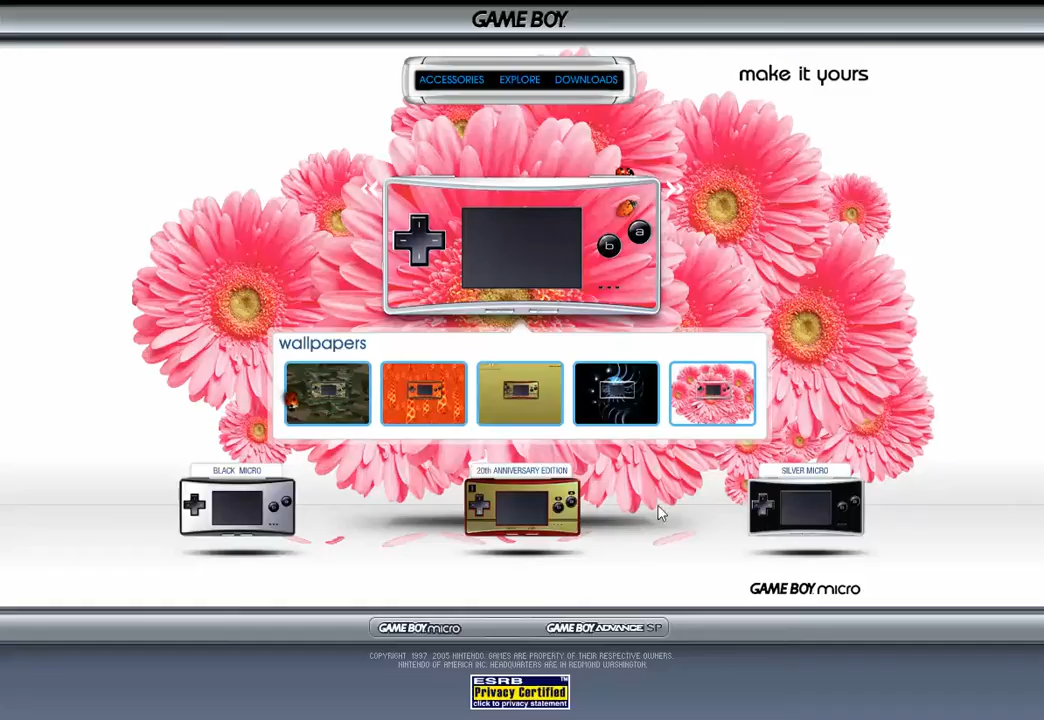 GAME BOY
ACCESSORIES EXPLORE DOWNLOADS
make it yours
b a
wallpapers
BLACK MICRO
20th ANNIVERSARY EDITION
SILVER MICRO
GAME BOY micro
GAME BOY micro GAME BOY ADVANCE SP
COPYRIGHT 1997 2005 NINTENDO. GAMES ARE PROPERTY OF THEIR RESPECTIVE OWNERS.
NINTENDO OF AMERICA INC. HEADQUARTERS ARE IN REDMOND WASHINGTON.
ESRB TM
Privacy Certified
click to privacy statement